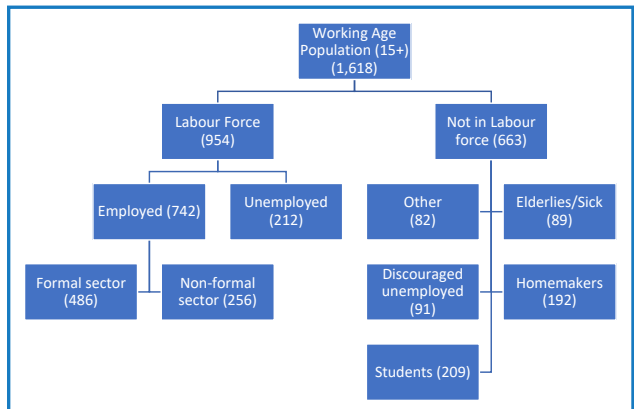 Working Age
Population (15+)
(1,618)
Labour Force
(954)
Not in Labour
force (663)
Employed (742)
Unemployed
(212)
Other
(82)
Elderlies/Sick
(89)
Formal sector
(486)
Non-formal
sector (256)
Discouraged
unemployed
(91)
Homemakers
(192)
Students (209)